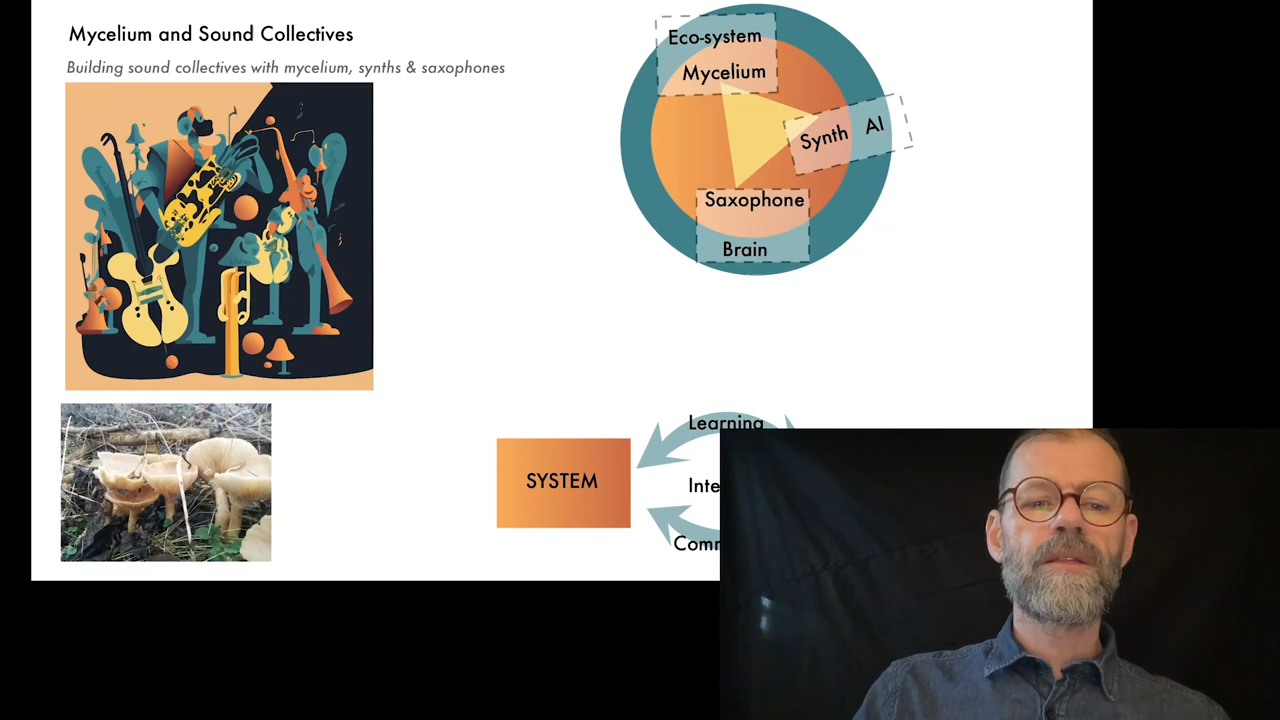 Mycelium and Sound Collectives
Building sound collectives with mycelium, synths & saxophones
Eco-system
Mycelium
Synth AI
Saxophone
Brain
Learning
SYSTEM